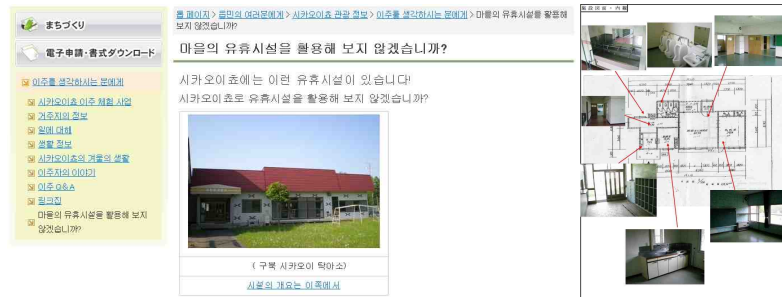 まちづくり
電子申請・書式ダウンロード
이주를 생각하시는 분에게
시카오이쵸 이주 체험 사업
거주지의 정보
일에 대해
생활 정보
시카오이쵸의 겨울의 생활
이주자의 이야기
이주 Q&A
링크집
마을의 유휴시설을 활용해 보지
않겠습니까?
톱 페이지 > 읍민의 여러분에게 > 시카오이쵸 관광 정보 > 이주를 생각하시는 분에게 > 마을의 유휴시설을 활용해
보지 않겠습니까?
마을의 유휴시설을 활용해 보지 않겠습니까?
시카오이쵸에는 이런 유휴시설이 있습니다!
시카오이쵸로 유휴시설을 활용해 보지 않겠습니까?
( 구북 시카오이 탁아소)
시설의 개요는 이쪽에서